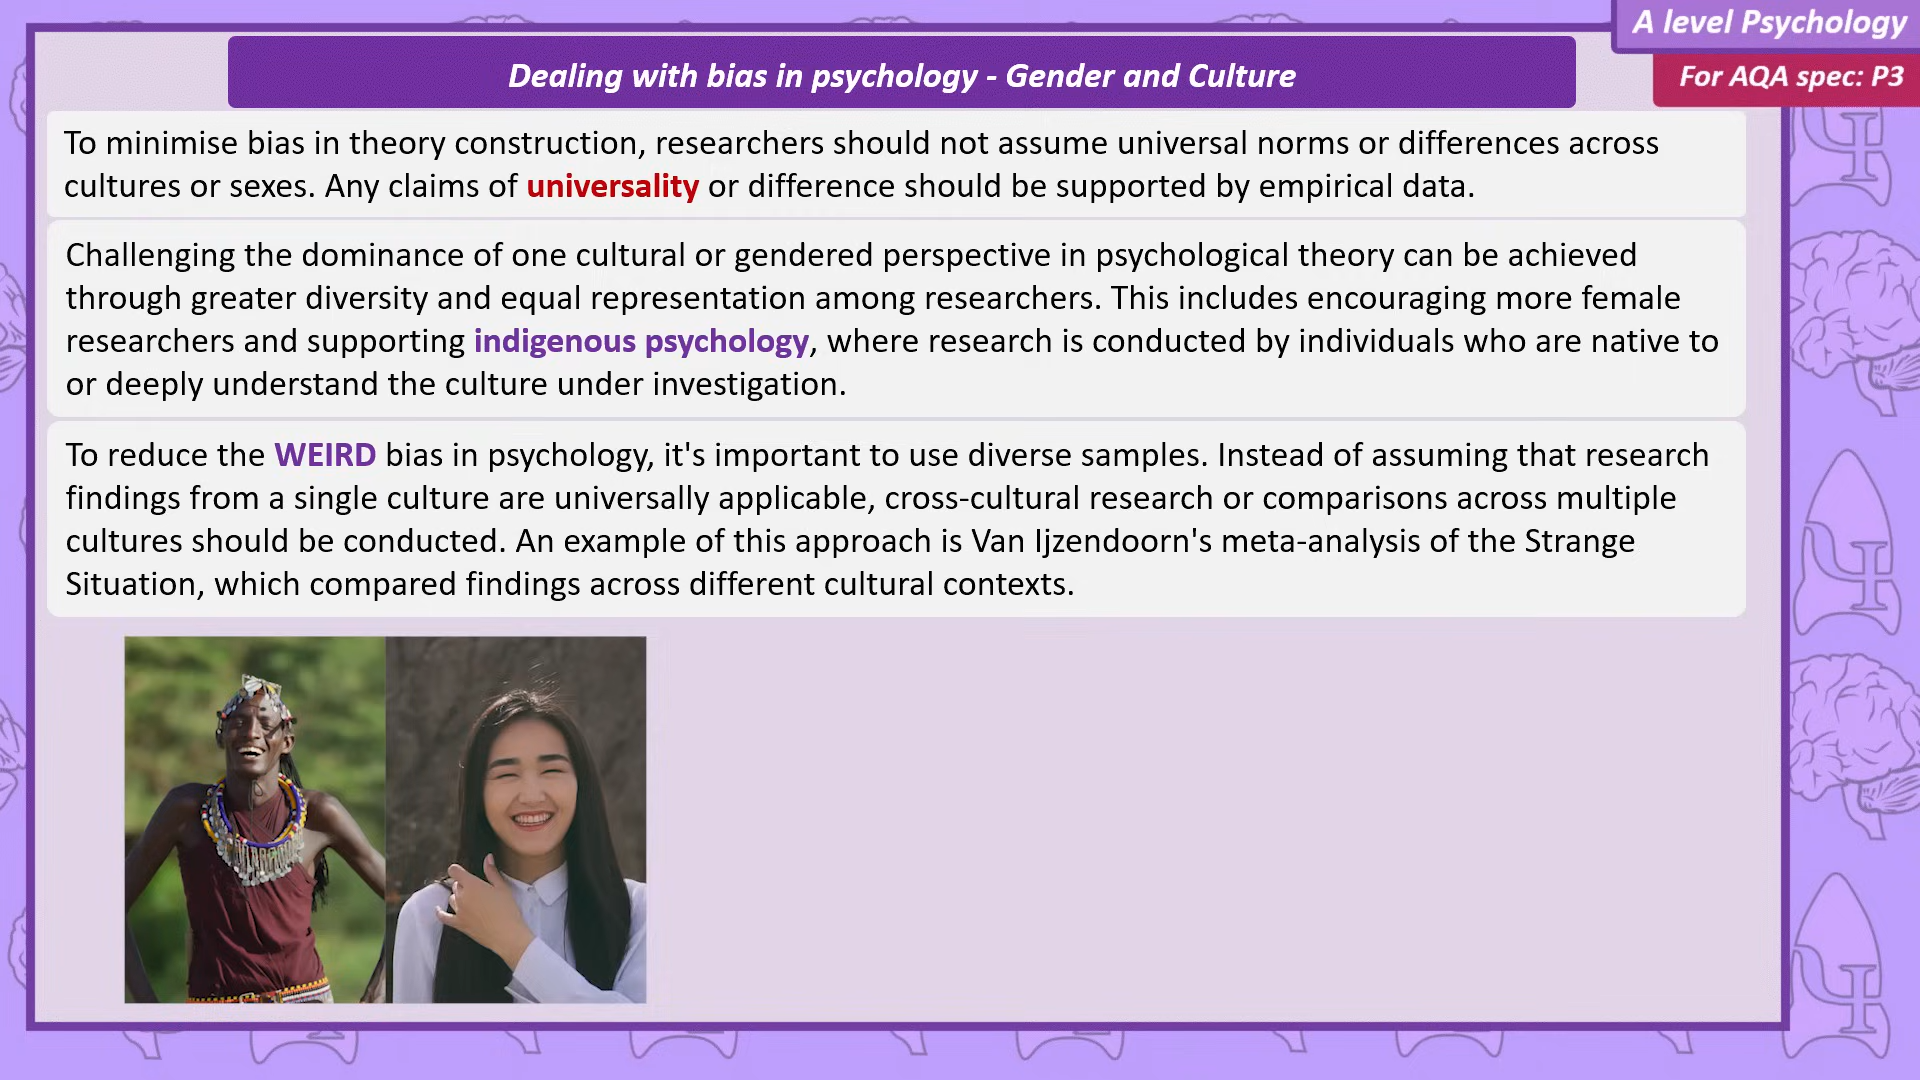 A level Psychology
For AQA spec: P3
Dealing with bias in psychology - Gender and Culture
To minimise bias in theory construction, researchers should not assume universal norms or differences across
cultures or sexes. Any claims of universality or difference should be supported by empirical data.
Challenging the dominance of one cultural or gendered perspective in psychological theory can be achieved
through greater diversity and equal representation among researchers. This includes encouraging more female
researchers and supporting indigenous psychology, where research is conducted by individuals who are native to
or deeply understand the culture under investigation.
To reduce the WEIRD bias in psychology, it's important to use diverse samples. Instead of assuming that research
findings from a single culture are universally applicable, cross-cultural research or comparisons across multiple
cultures should be conducted. An example of this approach is Van Ijzendoorn's meta-analysis of the Strange
Situation, which compared findings across different cultural contexts.